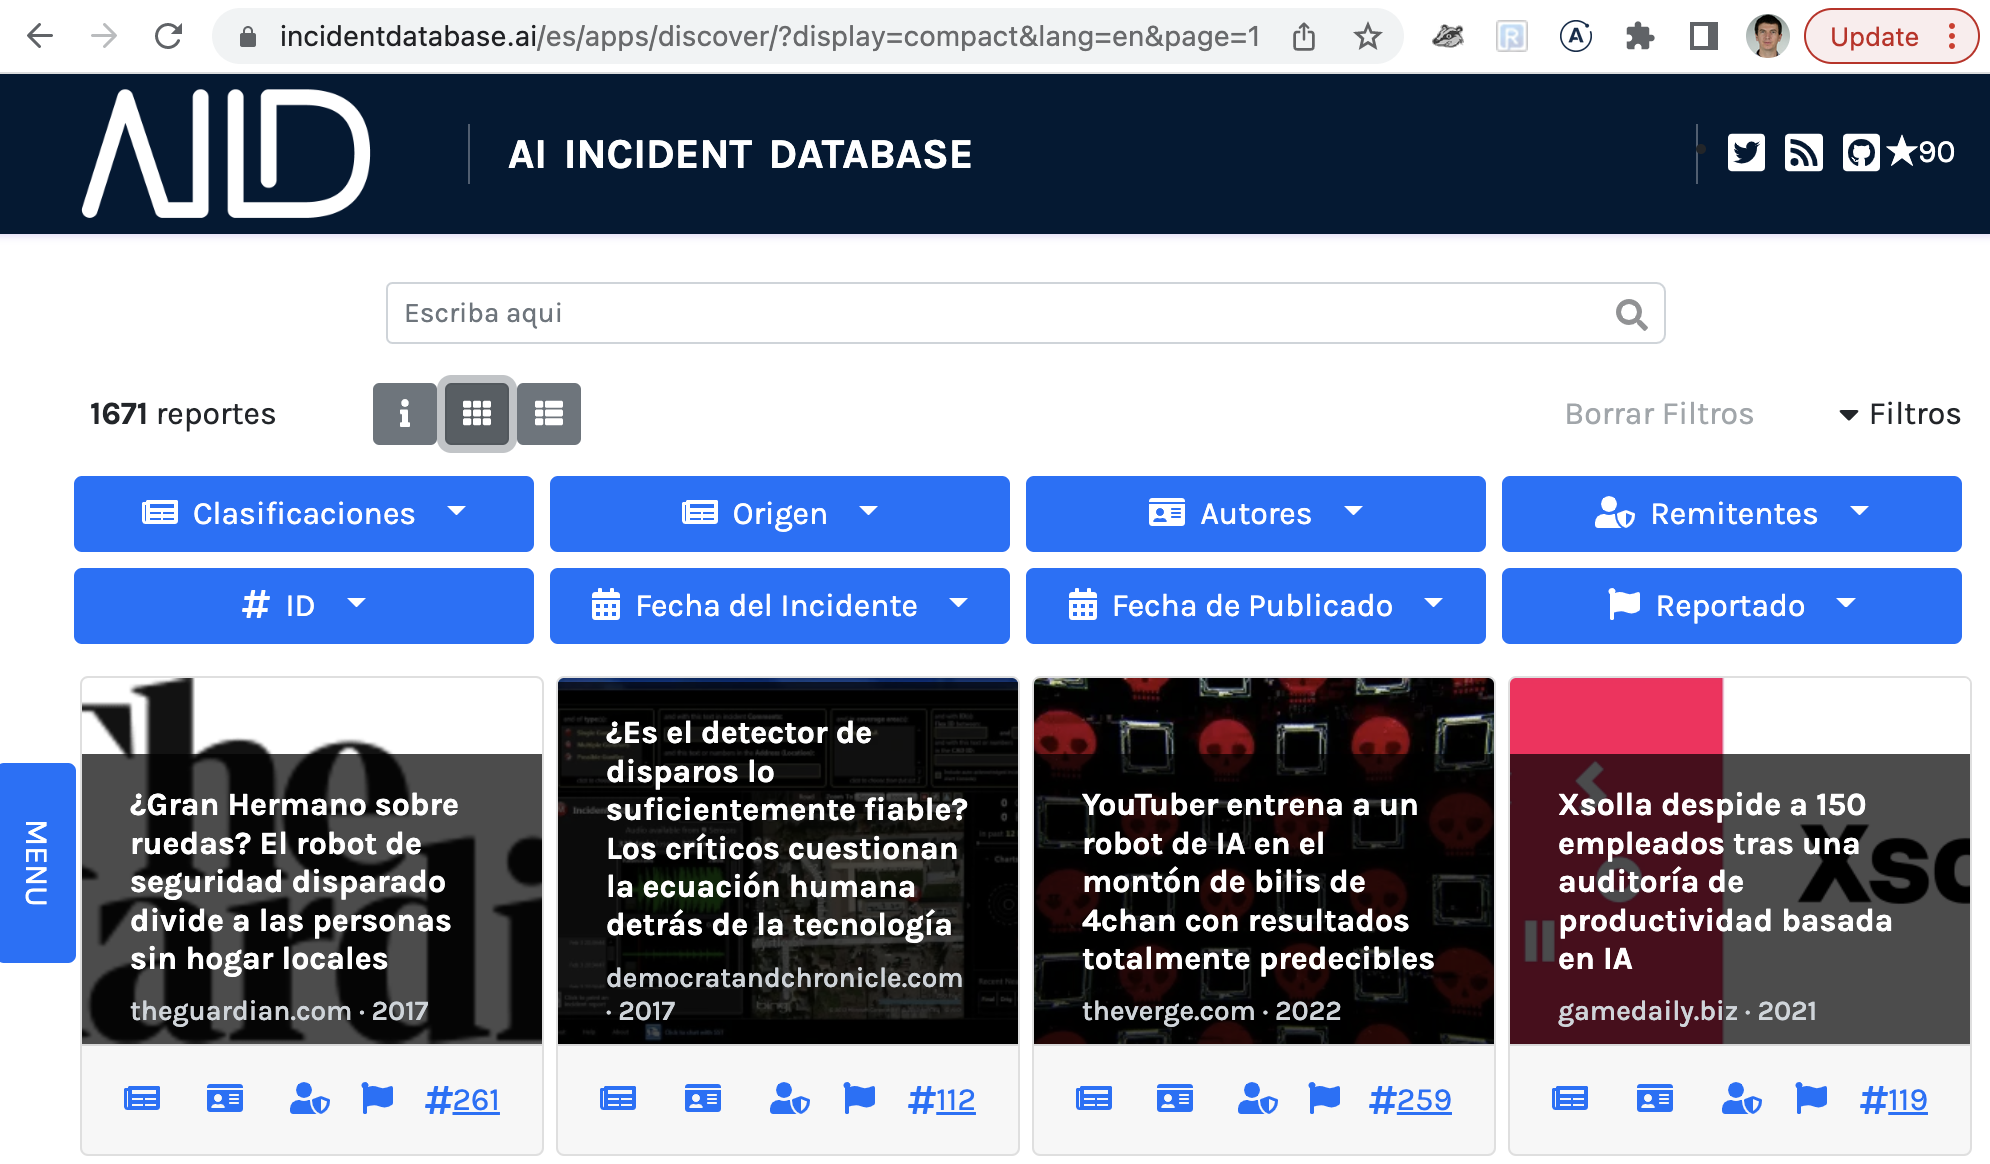 incidentdatabase.ai/es/apps/discover/?display=compact&lang=en&page=1
Update
AIID
AI INCIDENT DATABASE
90
Escriba aqui
1671 reportes
Borrar Filtros
Filtros
Clasificaciones
Origen
Autores
Remitentes
# ID
Fecha del Incidente
Fecha de Publicado
Reportado
MENU
¿Gran Hermano sobre
ruedas? El robot de
seguridad disparado
divide a las personas
sin hogar locales
theguardian.com · 2017
#261
¿Es el detector de
disparos lo
suficientemente fiable?
Los críticos cuestionan
la ecuación humana
detrás de la tecnología
democratandchronicle.com
· 2017
#112
YouTuber entrena a un
robot de IA en el
montón de bilis de
4chan con resultados
totalmente predecibles
theverge.com · 2022
#259
Xsolla despide a 150
empleados tras una
auditoría de
productividad basada
en IA
gamedaily.biz · 2021
#119